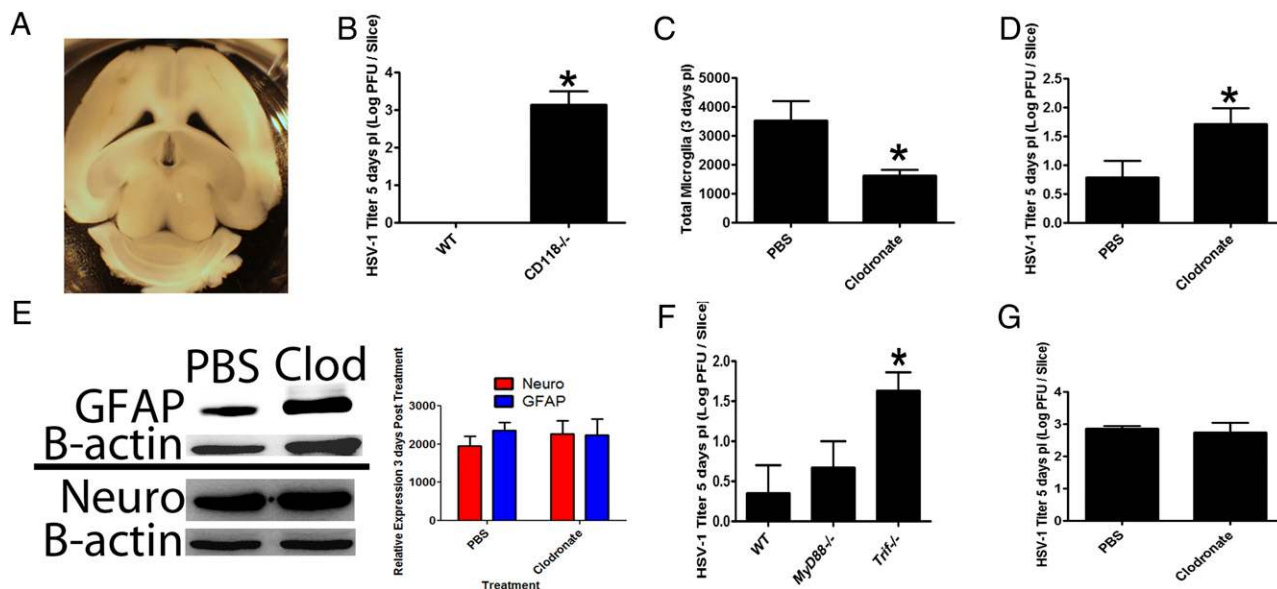 A
B
HSV-1 Titer 5 days pI (Log PFU / Slice)
4
3
2
1
0
*
WT
CD118-/-
C
Total Microglia (3 days pI)
5000
4000
3000
2000
1000
0
*
PBS
Clodronate
D
HSV-1 Titer 5 days pI (Log PFU / Slice)
2.5
2.0
1.5
1.0
0.5
0.0
*
PBS
Clodronate
E
PBS Clod
GFAP
B-actin
Neuro
B-actin
Relative Expression 3 days Post Treatment
3000
2000
1000
0
Neuro
GFAP
PBS
Clodronate
Treatment
F
HSV-1 Titer 5 days pI (Log PFU / Slice)
2.0
1.5
1.0
0.5
0.0
*
WT
MyD88-/-
Trif-/-
G
HSV-1 Titer 5 days pI (Log PFU / Slice)
4
3
2
1
0
PBS
Clodronate